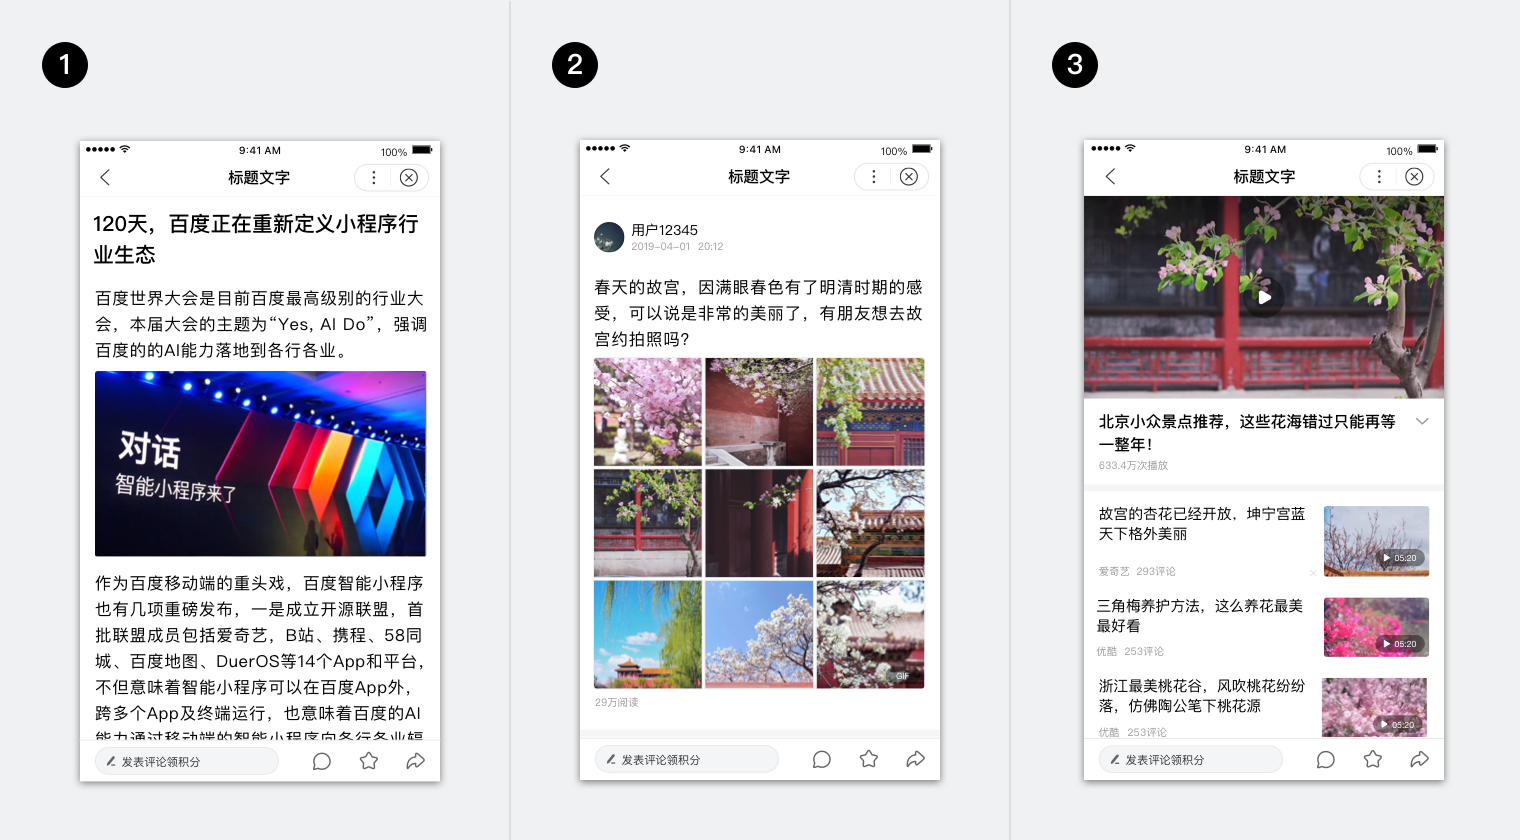 1
9:41 AM
100%
标题文字
120天，百度正在重新定义小程序行
业生态
百度世界大会是目前百度最高级别的行业大
会，本届大会的主题为“Yes, AI Do”，强调
百度的的AI能力落地到各行各业。
对话
智能小程序来了
作为百度移动端的重头戏，百度智能小程序
也有几项重磅发布，一是成立开源联盟，首
批联盟成员包括爱奇艺，B站、携程、58同
城、百度地图、DuerOS等14个App和平台，
不但意味着智能小程序可以在百度App外，
跨多个App及终端运行，也意味着百度的AI
能力通过移动端的智能小程序向各行各业辐
发表评论领积分
2
9:41 AM
100%
标题文字
用户12345
2019-04-01 20:12
春天的故宫，因满眼春色有了明清时期的感
受，可以说是非常的美丽了，有朋友想去故
宫约拍照吗？
GIF
29万阅读
发表评论领积分
3
9:41 AM
100%
标题文字
北京小众景点推荐，这些花海错过只能再等
一整年！
633.4万次播放
故宫的杏花已经开放，坤宁宫蓝
天下格外美丽
爱奇艺 293评论
05:20
三角梅养护方法，这么养花最美
最好看
优酷 253评论
05:20
浙江最美桃花谷，风吹桃花纷纷
落，仿佛陶公笔下桃花源
优酷 253评论
05:20
发表评论领积分